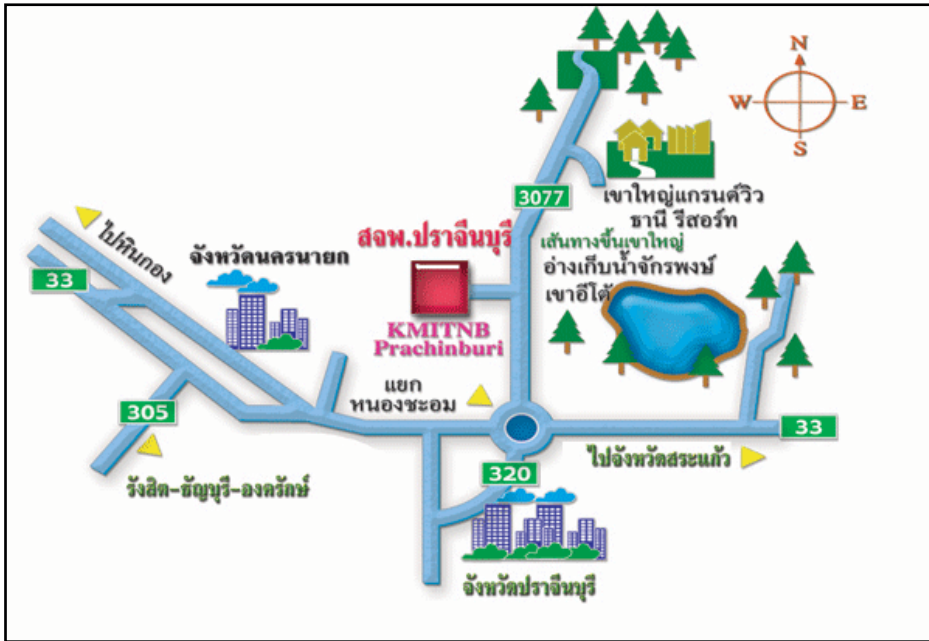 N
W
E
S
3077
เขาใหญ่แกรนด์วิว
ธานี รีสอร์ท
สจพ.ปราจีนบุรี
เส้นทางขึ้นเขาใหญ่
อ่างเก็บน้ำจักรพงษ์
เขาอีโต้
ไปหินกอง
33
จังหวัดนครนายก
KMITNB
Prachinburi
แยก
หนองชะอม
305
33
รังสิต-ธัญบุรี-องครักษ์
ไปจังหวัดสระแก้ว
320
จังหวัดปราจีนบุรี